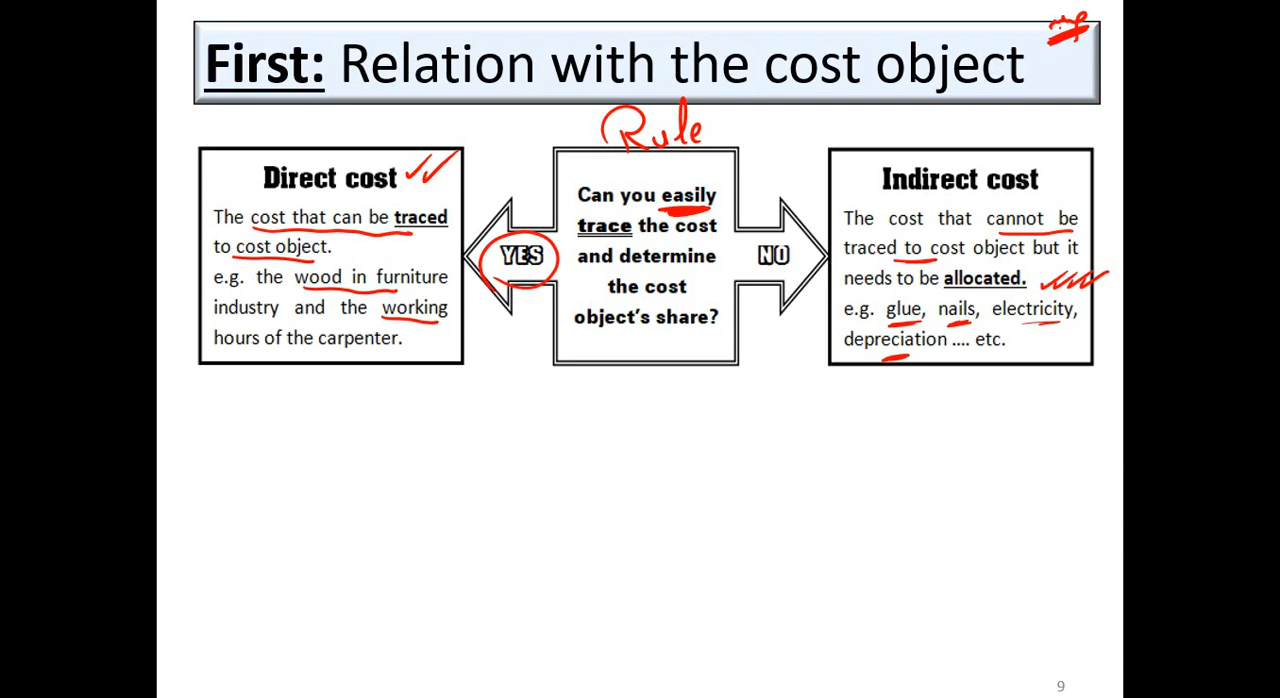 First: Relation with the cost object
Rule
Direct cost
The cost that can be traced
to cost object.
e.g. the wood in furniture
industry and the working
hours of the carpenter.
YES
Can you easily
trace the cost
and determine
the cost
object's share?
NO
Indirect cost
The cost that cannot be
traced to cost object but it
needs to be allocated.
e.g. glue, nails, electricity,
depreciation .... etc.
9